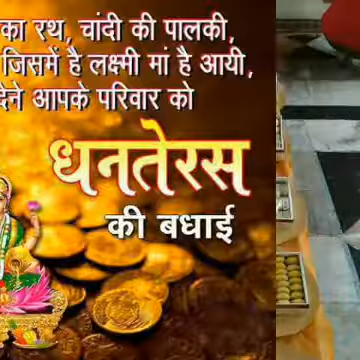 का रथ, चांदी की पालकी,
जिसमें है लक्ष्मी मां है आयी,
देने आपके परिवार को
धनतेरस
की बधाई